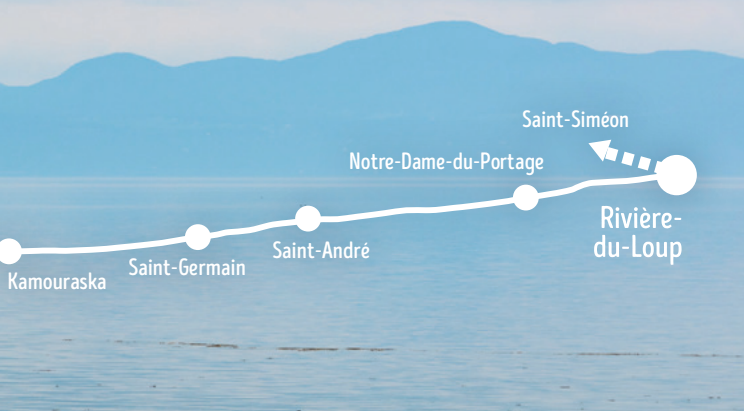 Saint-Siméon
Notre-Dame-du-Portage
Rivière-
du-Loup
Saint-André
Saint-Germain
Kamouraska